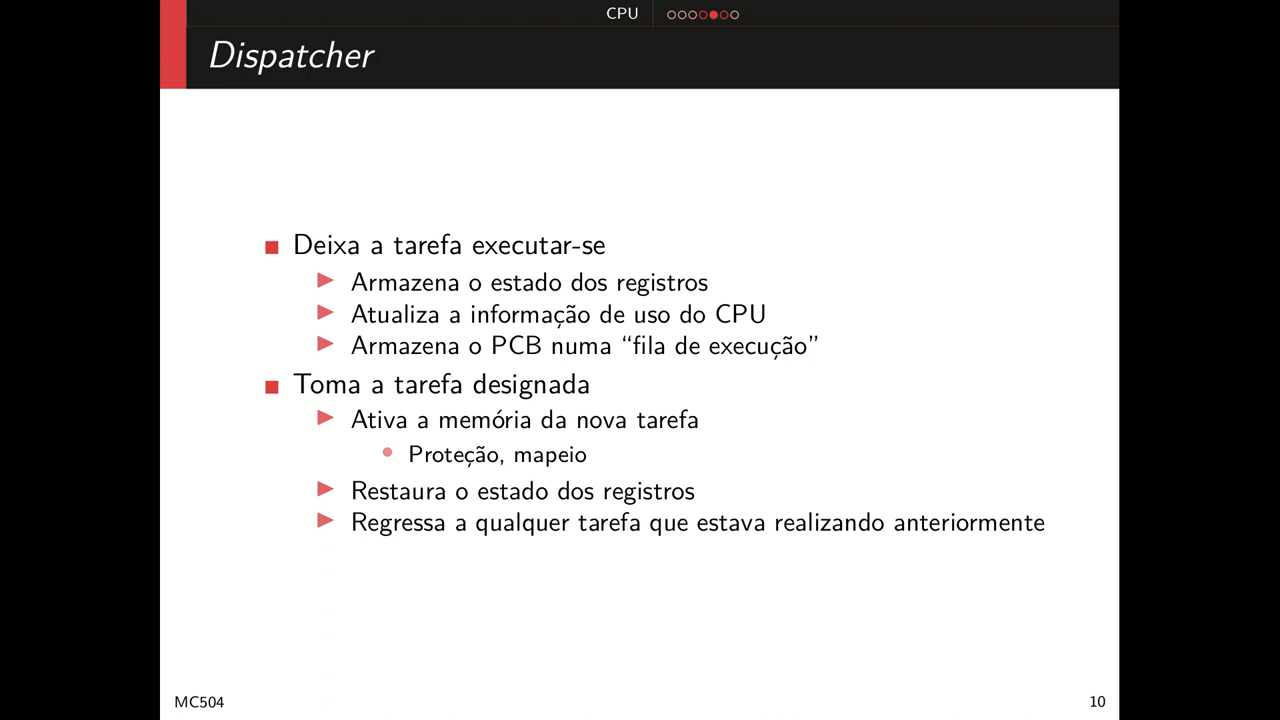 CPU
Dispatcher
Deixa a tarefa executar-se
Armazena o estado dos registros
Atualiza a informação de uso do CPU
Armazena o PCB numa “fila de execução”
Toma a tarefa designada
Ativa a memória da nova tarefa
Proteção, mapeio
Restaura o estado dos registros
Regressa a qualquer tarefa que estava realizando anteriormente
MC504
10